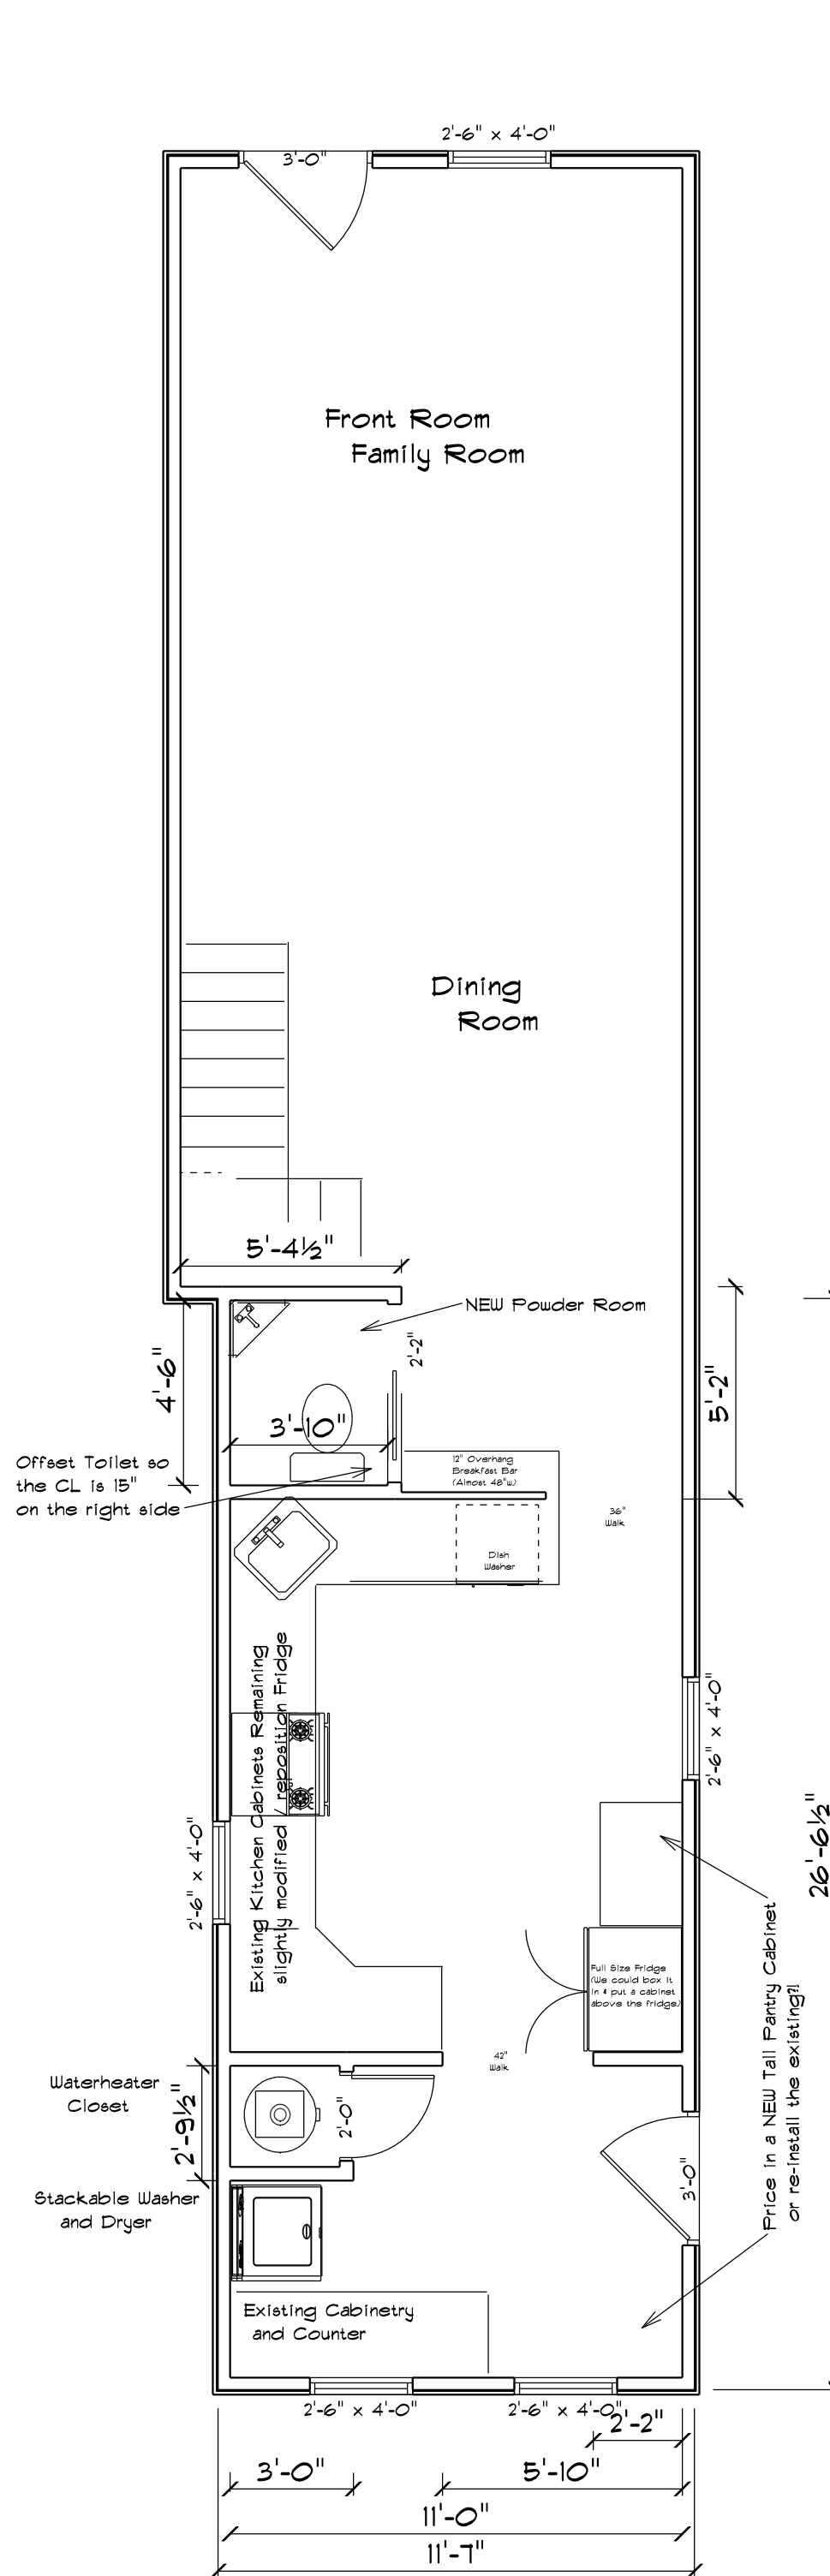 2'-6" x 4'-0"
3'-0"
Front Room
Family Room
Dining
Room
5'-4½"
NEW Powder Room
2'-2"
4'-6"
5'-2"
3'-10"
Offset Toilet so
the CL is 15"
on the right side
12" Overhang
Breakfast Bar
(Almost 48"w)
36"
Walk
Dish
Washer
Existing Kitchen Cabinets Remaining
slightly modified / reposition Fridge
2'-6" x 4'-0"
2'-6" x 4'-0"
26'-6½"
Full Size Fridge
(We could box it
in & put a cabinet
above the fridge)
42"
Walk
Price in a NEW Tall Pantry Cabinet
or re-install the existing?!
Waterheater
Closet
2'-9½"
2'-0"
3'-0"
Stackable Washer
and Dryer
Existing Cabinetry
and Counter
2'-6" x 4'-0"
2'-6" x 4'-0"
2'-2"
3'-0"
5'-10"
11'-0"
11'-7"